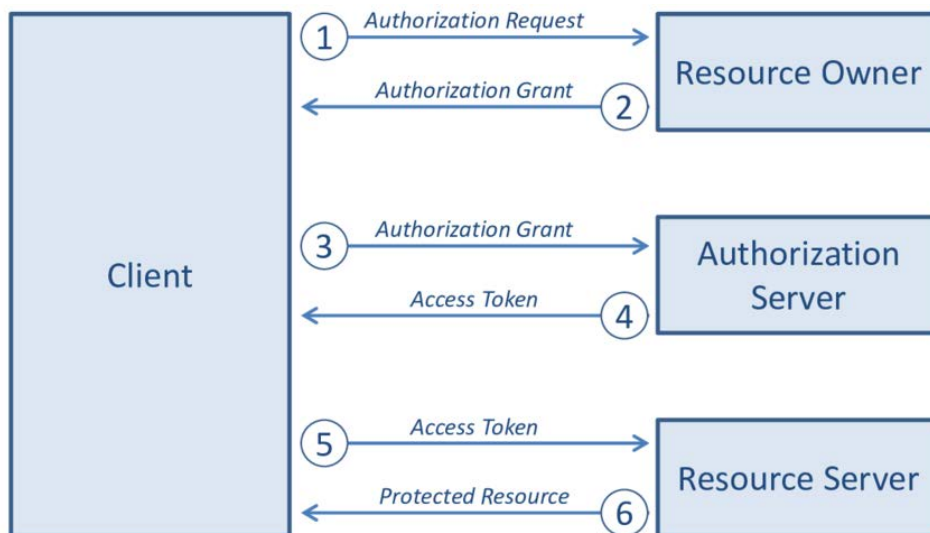 Client
1
Authorization Request
Resource Owner
Authorization Grant
2
3
Authorization Grant
Authorization
Server
Access Token
4
5
Access Token
Resource Server
Protected Resource
6